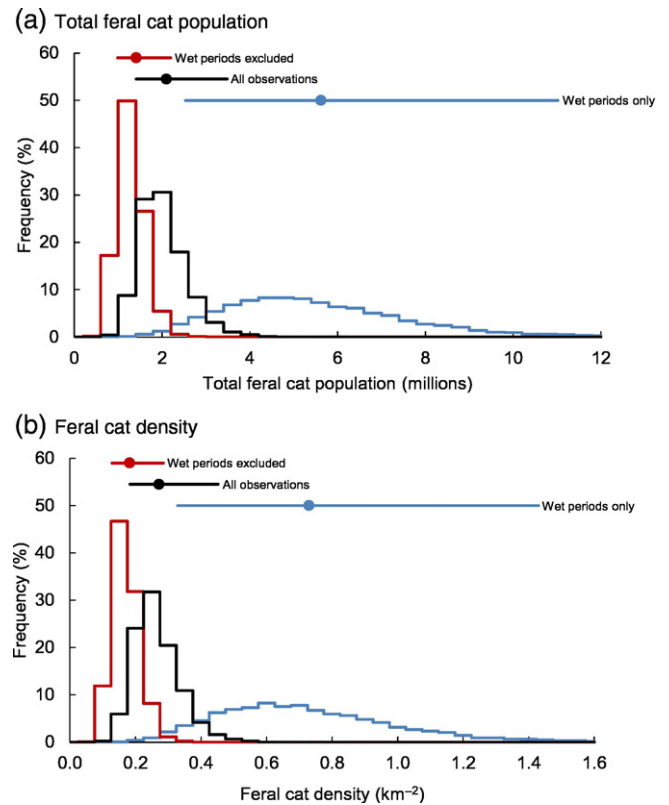 (a) Total feral cat population
60
50
40
30
20
10
0
Frequency (%)
Wet periods excluded
All observations
Wet periods only
0 2 4 6 8 10 12
Total feral cat population (millions)
(b) Feral cat density
60
50
40
30
20
10
0
Frequency (%)
Wet periods excluded
All observations
Wet periods only
0.0 0.2 0.4 0.6 0.8 1.0 1.2 1.4 1.6
Feral cat density (km⁻²)